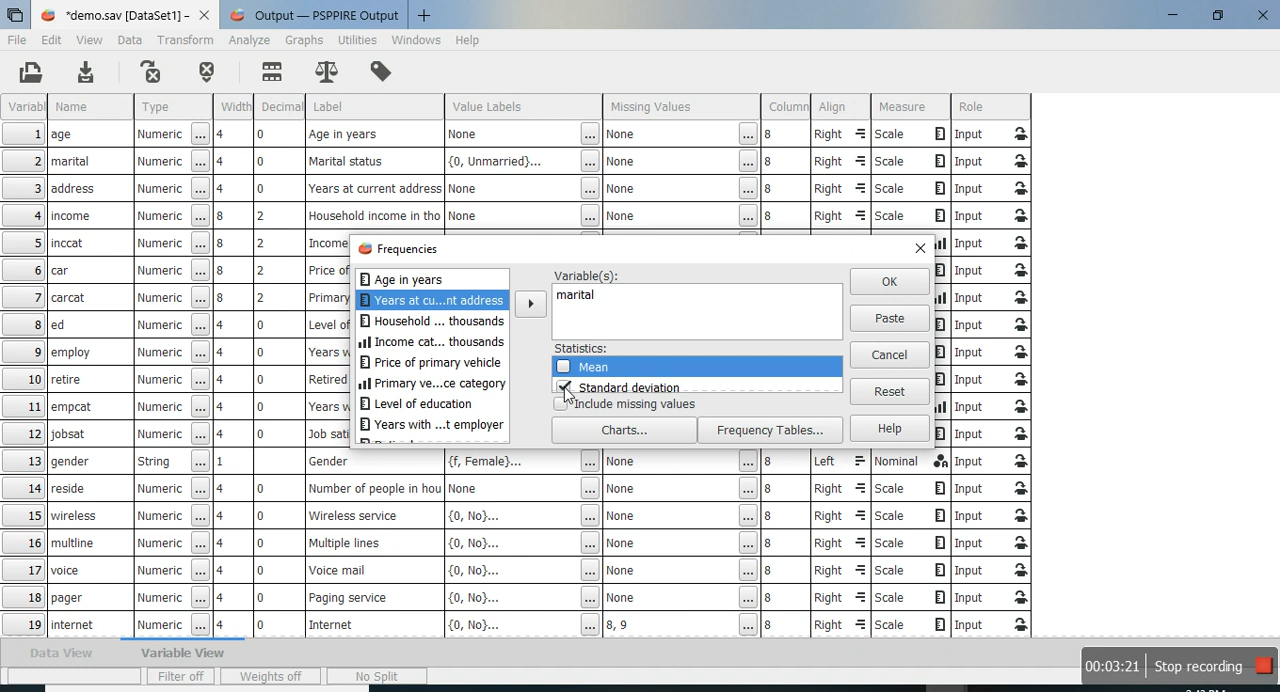 *demo.sav [DataSet1] –
Output — PSPPIRE Output
File Edit View Data Transform Analyze Graphs Utilities Windows Help
Variabl Name Type Width Decimal Label Value Labels Missing Values Column Align Measure Role
1 age Numeric ... 4 0 Age in years None ... None ... 8 Right Scale Input
2 marital Numeric ... 4 0 Marital status {0, Unmarried}... ... None ... 8 Right Scale Input
3 address Numeric ... 4 0 Years at current address None ... None ... 8 Right Scale Input
4 income Numeric ... 8 2 Household income in tho None ... None ... 8 Right Scale Input
5 inccat Numeric ... 8 2 Income Input
6 car Numeric ... 8 2 Price of Input
7 carcat Numeric ... 8 2 Primary Input
8 ed Numeric ... 4 0 Level of Input
9 employ Numeric ... 4 0 Years w Input
10 retire Numeric ... 4 0 Retired Input
11 empcat Numeric ... 4 0 Years w Input
12 jobsat Numeric ... 4 0 Job sati Input
13 gender String ... 1 Gender {f, Female}... ... None ... 8 Left Nominal Input
14 reside Numeric ... 4 0 Number of people in hou None ... None ... 8 Right Scale Input
15 wireless Numeric ... 4 0 Wireless service {0, No}... ... None ... 8 Right Scale Input
16 multline Numeric ... 4 0 Multiple lines {0, No}... ... None ... 8 Right Scale Input
17 voice Numeric ... 4 0 Voice mail {0, No}... ... None ... 8 Right Scale Input
18 pager Numeric ... 4 0 Paging service {0, No}... ... None ... 8 Right Scale Input
19 internet Numeric ... 4 0 Internet {0, No}... ... 8, 9 ... 8 Right Scale Input
Frequencies
Age in years
Years at cu...nt address
Household ... thousands
Income cat... thousands
Price of primary vehicle
Primary ve...ce category
Level of education
Years with ...t employer
Variable(s):
marital
Statistics:
Mean
Standard deviation
Include missing values
Charts... Frequency Tables...
OK
Paste
Cancel
Reset
Help
Data View Variable View
Filter off Weights off No Split
00:03:21 Stop recording